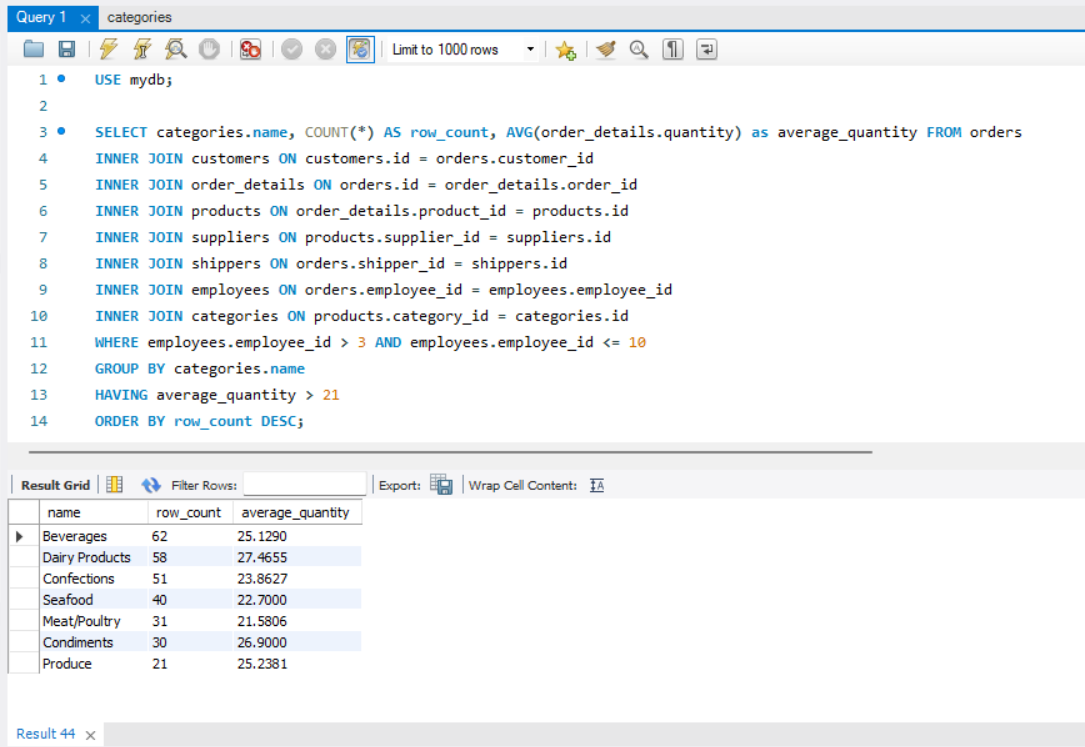 Query 1 categories
Limit to 1000 rows
1 USE mydb;
2
3 SELECT categories.name, COUNT(*) AS row_count, AVG(order_details.quantity) as average_quantity FROM orders
4 INNER JOIN customers ON customers.id = orders.customer_id
5 INNER JOIN order_details ON orders.id = order_details.order_id
6 INNER JOIN products ON order_details.product_id = products.id
7 INNER JOIN suppliers ON products.supplier_id = suppliers.id
8 INNER JOIN shippers ON orders.shipper_id = shippers.id
9 INNER JOIN employees ON orders.employee_id = employees.employee_id
10 INNER JOIN categories ON products.category_id = categories.id
11 WHERE employees.employee_id > 3 AND employees.employee_id <= 10
12 GROUP BY categories.name
13 HAVING average_quantity > 21
14 ORDER BY row_count DESC;
Result Grid Filter Rows: Export: Wrap Cell Content: IA
name row_count average_quantity
Beverages 62 25.1290
Dairy Products 58 27.4655
Confections 51 23.8627
Seafood 40 22.7000
Meat/Poultry 31 21.5806
Condiments 30 26.9000
Produce 21 25.2381
Result 44